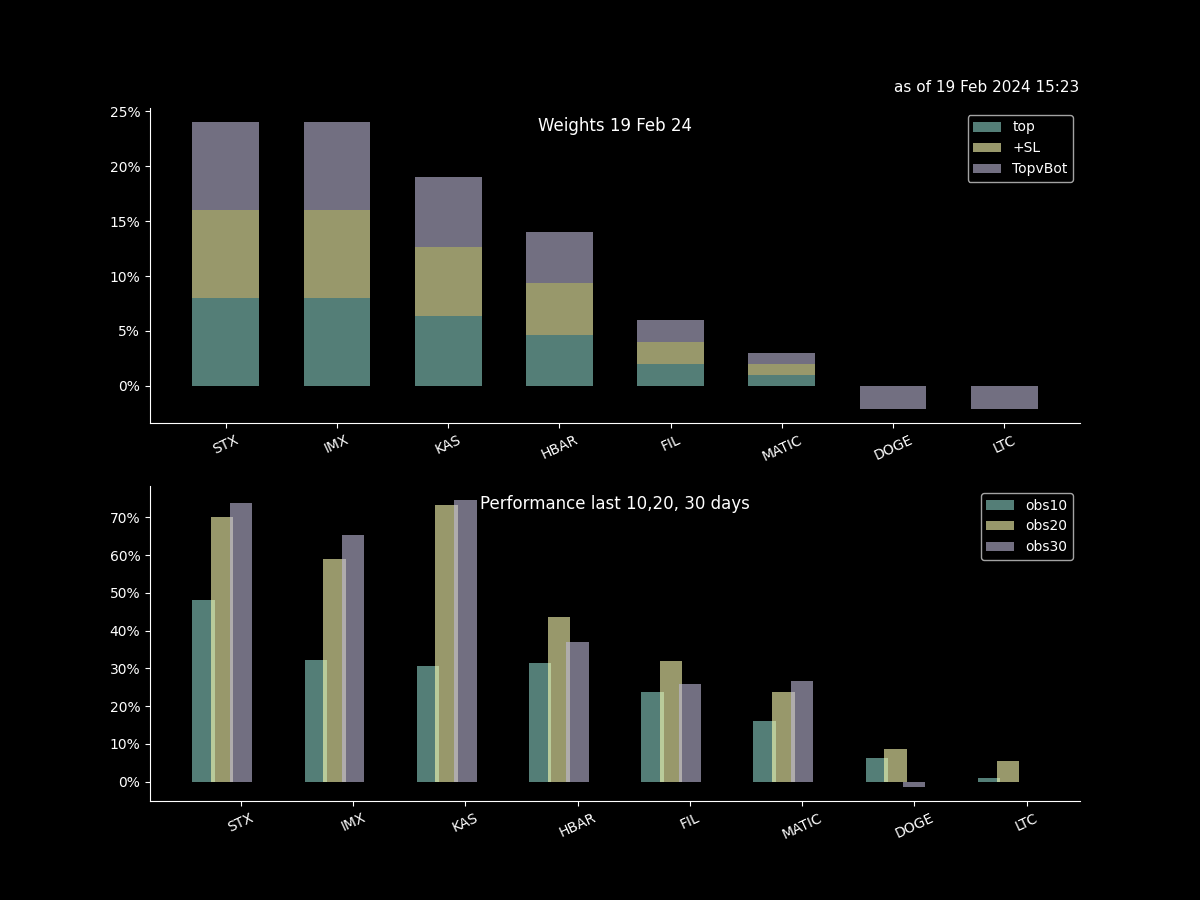 as of 19 Feb 2024 15:23
Weights 19 Feb 24
25%
20%
15%
10%
5%
0%
top
+SL
TopvBot
STX
IMX
KAS
HBAR
FIL
MATIC
DOGE
LTC
Performance last 10,20, 30 days
70%
60%
50%
40%
30%
20%
10%
0%
obs10
obs20
obs30
STX
IMX
KAS
HBAR
FIL
MATIC
DOGE
LTC